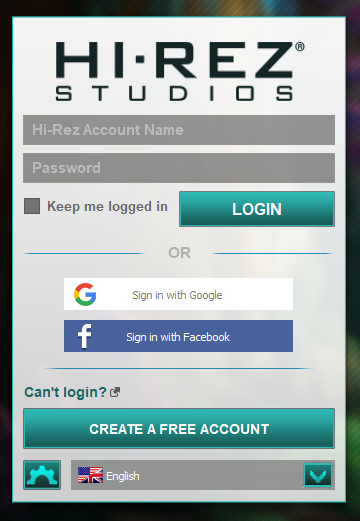 HI-REZ®
STUDIOS
Hi-Rez Account Name
Password
Keep me logged in
LOGIN
OR
Sign in with Google
Sign in with Facebook
Can't login?
CREATE A FREE ACCOUNT
English